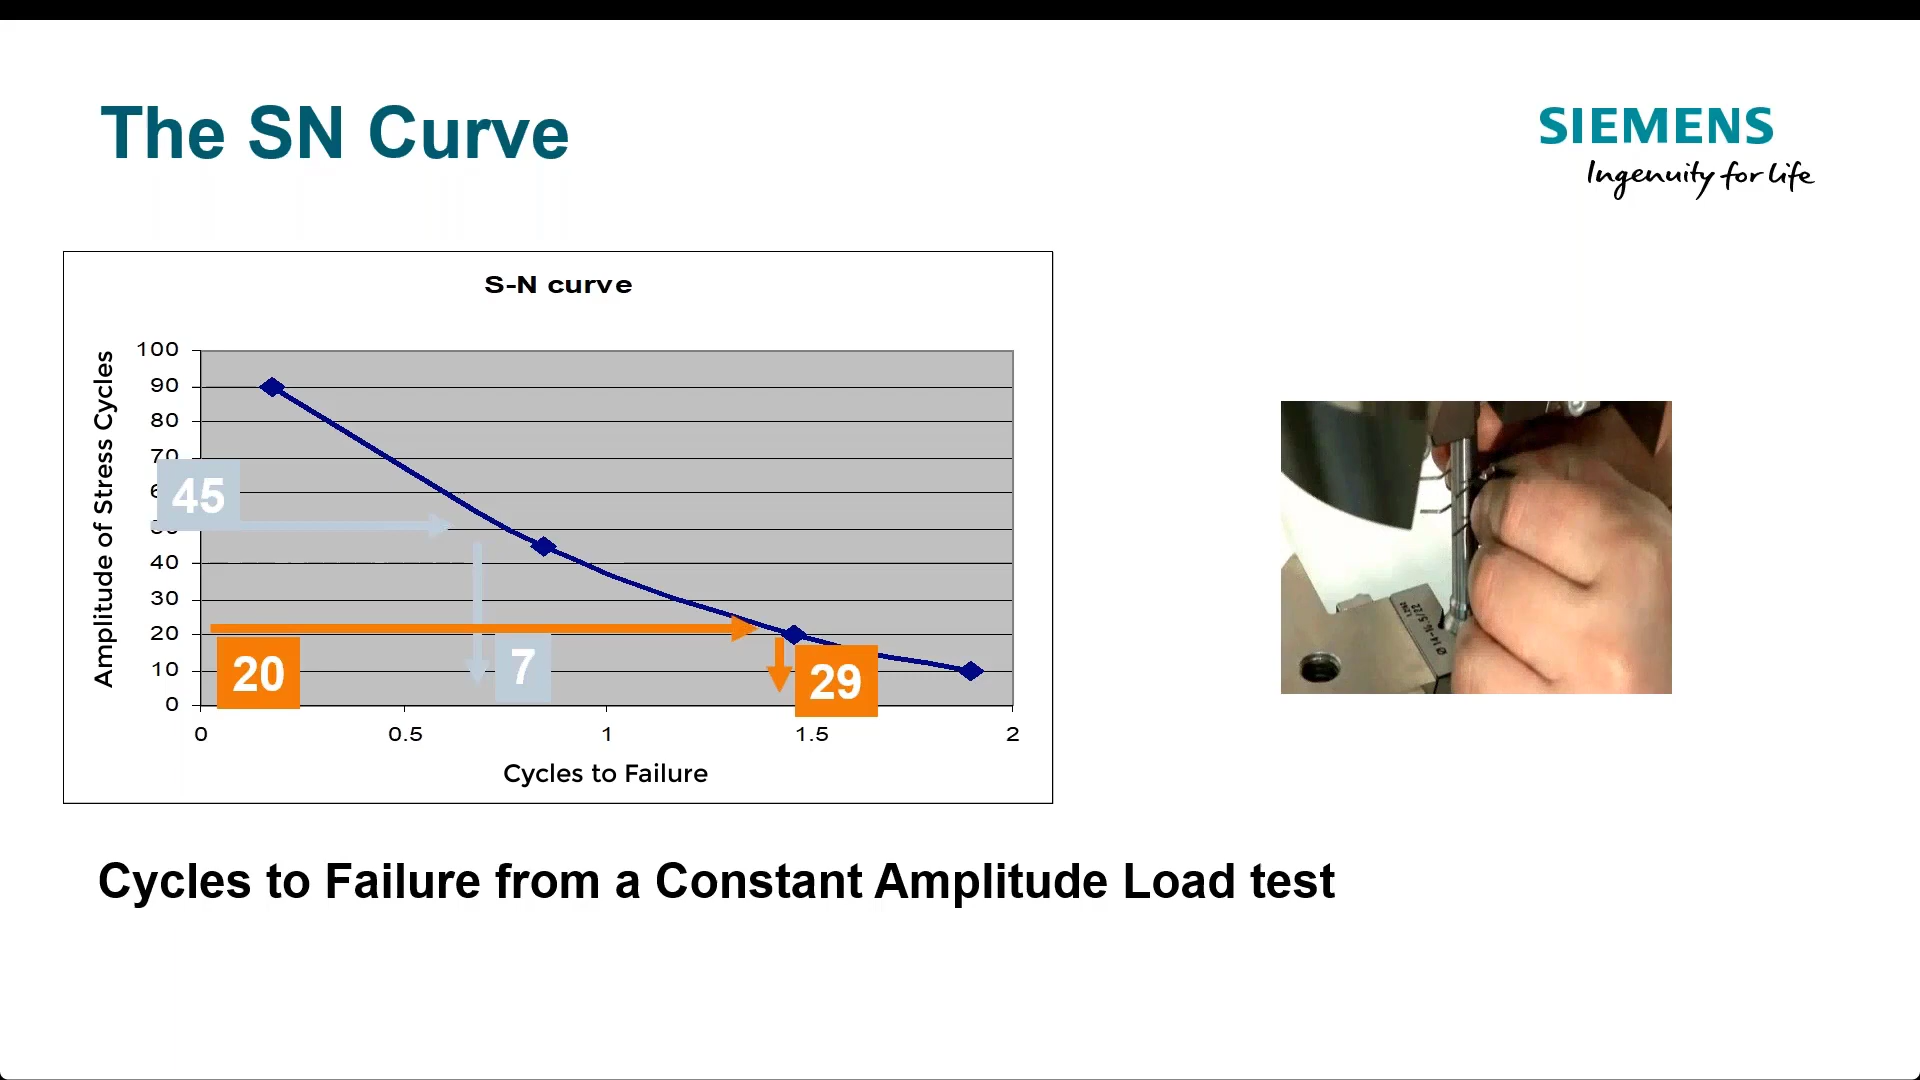 The SN Curve
SIEMENS
Ingenuity for life
S-N curve
Amplitude of Stress Cycles
100
90
80
70
45
40
30
20
10
0
20
7
29
0 0.5 1 1.5 2
Cycles to Failure
Cycles to Failure from a Constant Amplitude Load test